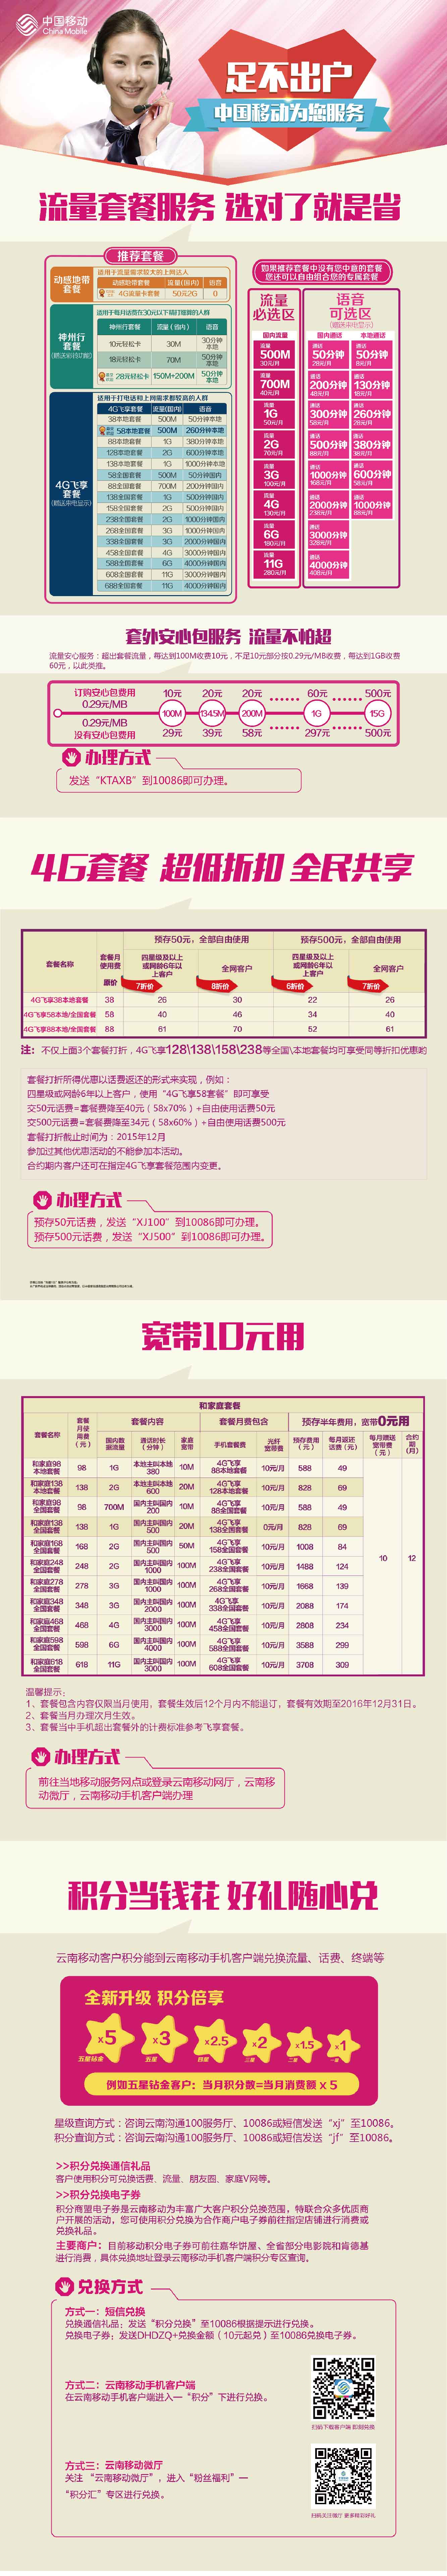 中国移动
China Mobile
足不出户
中国移动为您服务
流量套餐服务 选对了就是省
推荐套餐
动感地带
套餐
适用于流量需求较大的上网达人
动感地带套餐 流量(国内) 语音
4G流量卡套餐 50元2G 0
神州行
套餐
(赠送彩铃功能)
适用于每月话费在30元以下精打细算的人群
神州行套餐 流量(省内) 语音
10元轻松卡 30M 30分钟本地
18元轻松卡 70M 50分钟本地
28元轻松卡 150M+200M 50分钟本地
4G飞享
套餐
(赠送来电显示)
适用于打电话和上网需求都较高的人群
4G飞享套餐 流量(国内) 语音
38本地套餐 500M 50分钟本地
58本地套餐 500M 260分钟本地
88本地套餐 1G 380分钟本地
128本地套餐 2G 600分钟本地
138本地套餐 1G 1000分钟本地
58全国套餐 500M 50分钟国内
88全国套餐 700M 200分钟国内
138全国套餐 1G 500分钟国内
158全国套餐 2G 500分钟国内
238全国套餐 2G 1000分钟国内
268全国套餐 3G 1000分钟国内
338全国套餐 3G 2000分钟国内
458全国套餐 4G 3000分钟国内
588全国套餐 6G 4000分钟国内
608全国套餐 11G 3000分钟国内
688全国套餐 11G 4000分钟国内
如果推荐套餐中没有您中意的套餐
您还可以自由组合您的专属套餐
流量
必选区
国内流量
流量
500M
30元/月
流量
700M
40元/月
流量
1G
50元/月
流量
2G
70元/月
流量
3G
100元/月
流量
4G
130元/月
流量
6G
180元/月
流量
11G
280元/月
语音
可选区
(赠送来电显示)
国内通话 本地通话
通话
50分钟
28元/月
通话
50分钟
8元/月
通话
200分钟
48元/月
通话
130分钟
18元/月
通话
300分钟
58元/月
通话
260分钟
28元/月
通话
500分钟
88元/月
通话
380分钟
38元/月
通话
1000分钟
168元/月
通话
600分钟
58元/月
通话
2000分钟
238元/月
通话
1000分钟
88元/月
通话
3000分钟
328元/月
通话
4000分钟
408元/月
套外安心包服务 流量不怕超
流量安心服务：超出套餐流量，每达到100M收费10元，不足10元部分按0.29元/MB收费，每达到1GB收费
60元，以此类推。
订购安心包费用 10元 20元 20元 60元 500元
0.29元/MB
100M 1345M 200M 1G 15G
0.29元/MB
没有安心包费用 29元 39元 58元 297元 500元
办理方式
发送“KTAXB”到10086即可办理。
4G套餐 超低折扣 全民共享
套餐名称 套餐月使用费 预存50元，全部自由使用 预存500元，全部自由使用
四星级及以上或网龄6年以上客户 全网客户 四星级及以上或网龄6年以上客户 全网客户
原价 7折价 8折价 6折价 7折价
4G飞享38本地套餐 38 26 30 22 26
4G飞享58本地/全国套餐 58 40 46 34 40
4G飞享88本地/全国套餐 88 61 70 52 61
注：不仅上面3个套餐打折，4G飞享128\138\158\238等全国\本地套餐均可享受同等折扣优惠哟
套餐打折所得优惠以话费返还的形式来实现，例如：
四星级或网龄6年以上客户，使用“4G飞享58套餐”即可享受
交50元话费=套餐费降至40元（58x70%）+自由使用话费50元
交500元话费=套餐费降至34元（58x60%）+自由使用话费500元
套餐打折截止时间为：2015年12月
参加过其他优惠活动的不能参加本活动。
合约期内客户还可在指定4G飞享套餐范围内变更。
办理方式
预存50元话费，发送“XJ100”到10086即可办理。
预存500元话费，发送“XJ500”到10086即可办理。
宽带10元用
和家庭套餐
套餐名称 套餐月使用费（元） 套餐内容 套餐月费包含 预存半年费用，宽带0元用
国内数据流量 通话时长（分钟） 家庭宽带 手机套餐费 光纤宽带费 预存费用（元） 每月返还话费（元） 每月赠送宽带费（元） 合约期（月）
和家庭98本地套餐 98 1G 本地主叫本地380 10M 4G飞享88本地套餐 10元/月 588 49
和家庭138本地套餐 138 2G 本地主叫本地600 20M 4G飞享128本地套餐 10元/月 828 69
和家庭98全国套餐 98 700M 国内主叫国内200 10M 4G飞享88全国套餐 10元/月 588 49
和家庭138全国套餐 138 1G 国内主叫国内500 20M 4G飞享138全国套餐 0元/月 828 69
和家庭168全国套餐 168 2G 国内主叫国内500 50M 4G飞享158全国套餐 10元/月 1008 84
和家庭248全国套餐 248 2G 国内主叫国内1000 100M 4G飞享238全国套餐 10元/月 1488 124
和家庭278全国套餐 278 3G 国内主叫国内1000 100M 4G飞享268全国套餐 10元/月 1668 139
和家庭348全国套餐 348 3G 国内主叫国内2000 100M 4G飞享338全国套餐 10元/月 2088 174
和家庭468全国套餐 468 4G 国内主叫国内3000 100M 4G飞享458全国套餐 10元/月 2808 234
和家庭598全国套餐 598 6G 国内主叫国内4000 100M 4G飞享588全国套餐 10元/月 3588 299
和家庭618全国套餐 618 11G 国内主叫国内3000 100M 4G飞享608全国套餐 10元/月 3708 309
10 12
温馨提示：
1、套餐包含内容仅限当月使用，套餐生效后12个月内不能退订，套餐有效期至2016年12月31日。
2、套餐当月办理次月生效。
3、套餐当中手机超出套餐外的计费标准参考飞享套餐。
办理方式
前往当地移动服务网点或登录云南移动网厅，云南移
动微厅，云南移动手机客户端办理
积分当钱花 好礼随心兑
云南移动客户积分能到云南移动手机客户端兑换流量、话费、终端等
全新升级 积分倍享
x5 x3 x2.5 x2 x1.5 x1
五星钻金 五星 四星 三星 二星 一星
例如五星钻金客户：当月积分数=当月消费额 x 5
星级查询方式：咨询云南沟通100服务厅、10086或短信发送“xj”至10086。
积分查询方式：咨询云南沟通100服务厅、10086或短信发送“jf”至10086。
>>积分兑换通信礼品
客户使用积分可兑换话费、流量、朋友圈、家庭V网等。
>>积分兑换电子券
积分商盟电子券是云南移动为丰富广大客户积分兑换范围，特联合众多优质商
户开展的活动，您可使用积分兑换为合作商户电子券前往指定店铺进行消费或
兑换礼品。
主要商户：目前移动积分电子券可前往嘉华饼屋、全省部分电影院和肯德基
进行消费，具体兑换地址登录云南移动手机客户端积分专区查询。
兑换方式
方式一：短信兑换
兑换通信礼品：发送“积分兑换”至10086根据提示进行兑换。
兑换电子券：发送DHDZQ+兑换金额（10元起兑）至10086兑换电子券。
方式二：云南移动手机客户端
在云南移动手机客户端进入一“积分”下进行兑换。
扫码下载客户端 即刻兑换
方式三：云南移动微厅
关注“云南移动微厅”，进入“粉丝福利”一
“积分汇”专区进行兑换。
扫码关注微厅 更多精彩好礼